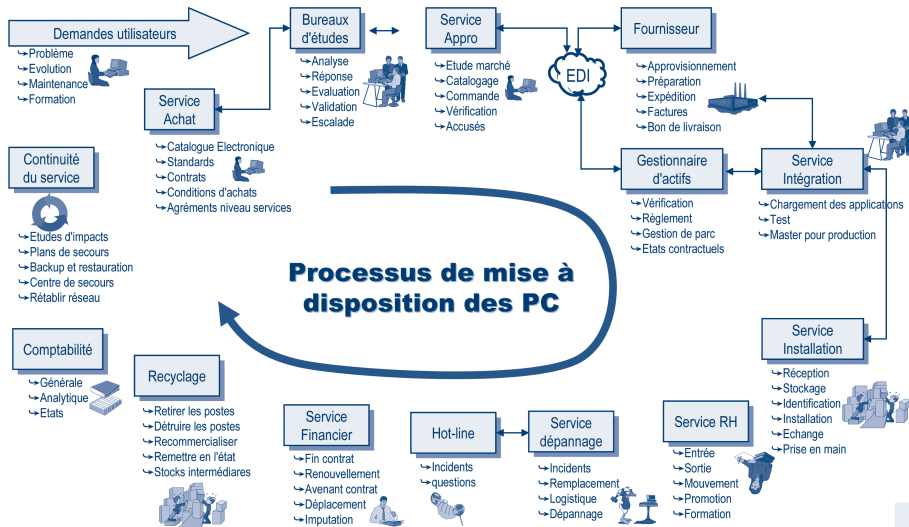 Demandes utilisateurs
Problème
Evolution
Maintenance
Formation
Bureaux
d'études
Analyse
Réponse
Evaluation
Validation
Escalade
Service
Appro
Etude marché
Catalogage
Commande
Vérification
Accusés
EDI
Fournisseur
Approvisionnement
Préparation
Expédition
Factures
Bon de livraison
Service
Achat
Catalogue Electronique
Standards
Contrats
Conditions d'achats
Agréments niveau services
Continuité
du service
Etudes d'impacts
Plans de secours
Backup et restauration
Centre de secours
Rétablir réseau
Gestionnaire
d'actifs
Vérification
Règlement
Gestion de parc
Etats contractuels
Service
Intégration
Chargement des applications
Test
Master pour production
Processus de mise à
disposition des PC
Service
Installation
Réception
Stockage
Identification
Installation
Echange
Prise en main
Comptabilité
Générale
Analytique
Etats
Recyclage
Retirer les postes
Détruire les postes
Recommercialiser
Remettre en l'état
Stocks intermédiares
Service
Financier
Fin contrat
Renouvellement
Avenant contrat
Déplacement
Imputation
Hot-line
Incidents
questions
Service
dépannage
Incidents
Remplacement
Logistique
Dépannage
Service RH
Entrée
Sortie
Mouvement
Promotion
Formation